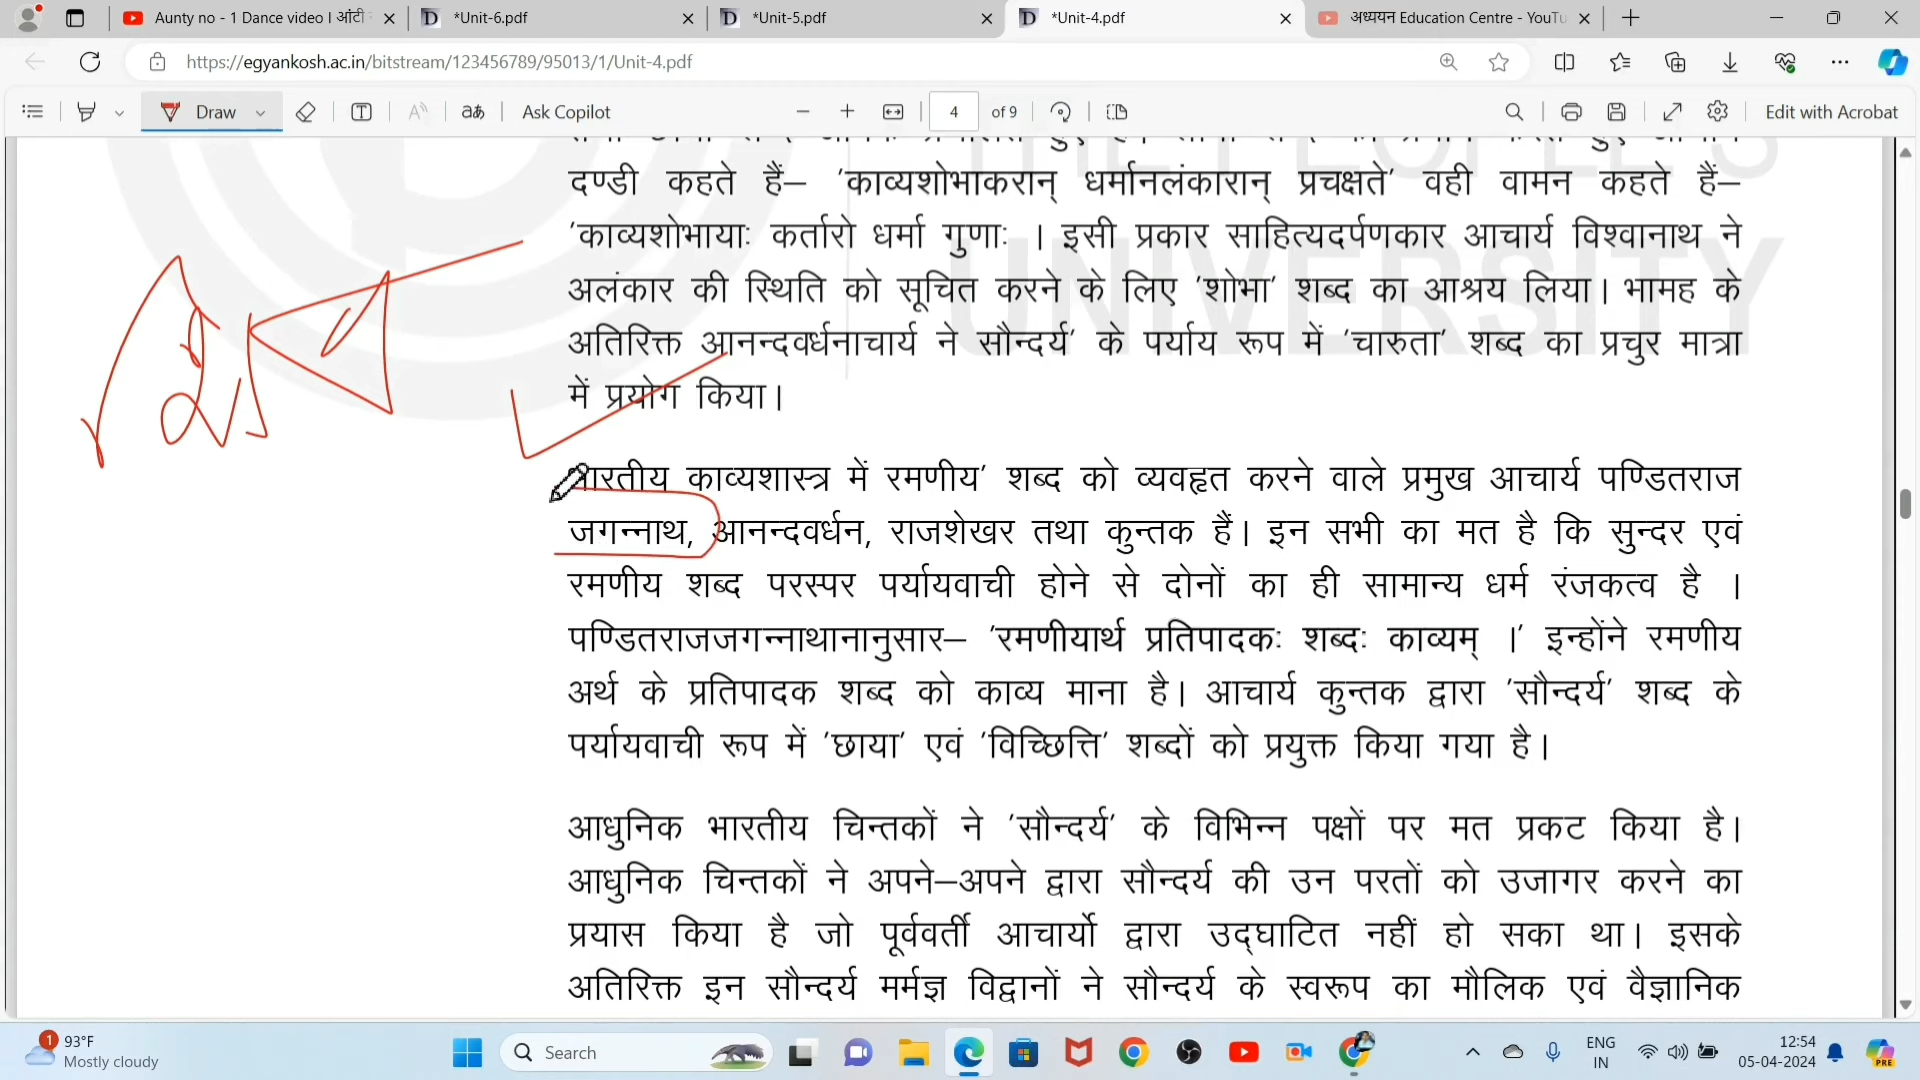 Aunty no - 1 Dance video I ऑंटी
*Unit-6.pdf
*Unit-5.pdf
*Unit-4.pdf
अध्ययन Education Centre - YouTu
https://egyankosh.ac.in/bitstream/123456789/95013/1/Unit-4.pdf
Draw
aあ
Ask Copilot
4 of 9
Edit with Acrobat
दण्डी कहते हैं– 'काव्यशोभाकरान् धर्मानलंकारान् प्रचक्षते' वही वामन कहते हैं–
'काव्यशोभायाः कर्तारो धर्मा गुणाः । इसी प्रकार साहित्यदर्पणकार आचार्य विश्वानाथ ने
अलंकार की स्थिति को सूचित करने के लिए 'शोभा' शब्द का आश्रय लिया। भामह के
अतिरिक्त आनन्दवर्धनाचार्य ने सौन्दर्य' के पर्याय रूप में 'चारुता' शब्द का प्रचुर मात्रा
में प्रयोग किया।
भारतीय काव्यशास्त्र में रमणीय' शब्द को व्यवहृत करने वाले प्रमुख आचार्य पण्डितराज
जगन्नाथ, आनन्दवर्धन, राजशेखर तथा कुन्तक हैं। इन सभी का मत है कि सुन्दर एवं
रमणीय शब्द परस्पर पर्यायवाची होने से दोनों का ही सामान्य धर्म रंजकत्व है ।
पण्डितराजजगन्नाथानानुसार– 'रमणीयार्थ प्रतिपादकः शब्दः काव्यम् ।' इन्होंने रमणीय
अर्थ के प्रतिपादक शब्द को काव्य माना है। आचार्य कुन्तक द्वारा 'सौन्दर्य' शब्द के
पर्यायवाची रूप में 'छाया' एवं 'विच्छित्ति' शब्दों को प्रयुक्त किया गया है।
आधुनिक भारतीय चिन्तकों ने 'सौन्दर्य' के विभिन्न पक्षों पर मत प्रकट किया है।
आधुनिक चिन्तकों ने अपने–अपने द्वारा सौन्दर्य की उन परतों को उजागर करने का
प्रयास किया है जो पूर्ववर्ती आचार्यो द्वारा उद्घाटित नहीं हो सका था। इसके
अतिरिक्त इन सौन्दर्य मर्मज्ञ विद्वानों ने सौन्दर्य के स्वरूप का मौलिक एवं वैज्ञानिक
UNIVERSITY
1
93°F
Mostly cloudy
Search
ENG
IN
12:54
05-04-2024
PRE